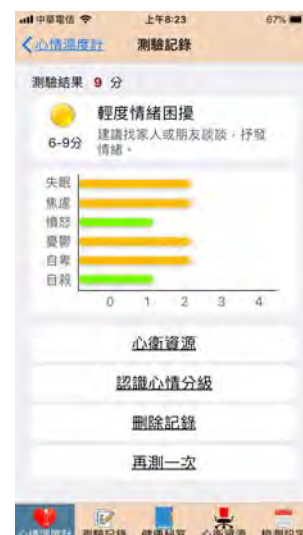 中華電信 上午8:23 67%
心情溫度計 測驗記錄
測驗結果 9 分
輕度情緒困擾
6-9分
建議找家人或朋友談談，抒發
情緒。
失眠
焦慮
憤怒
憂鬱
自卑
自殺
0 1 2 3 4
心衛資源
認識心情分級
刪除記錄
再測一次
心情溫度計 測驗記錄 健康秘笈 心衛資源